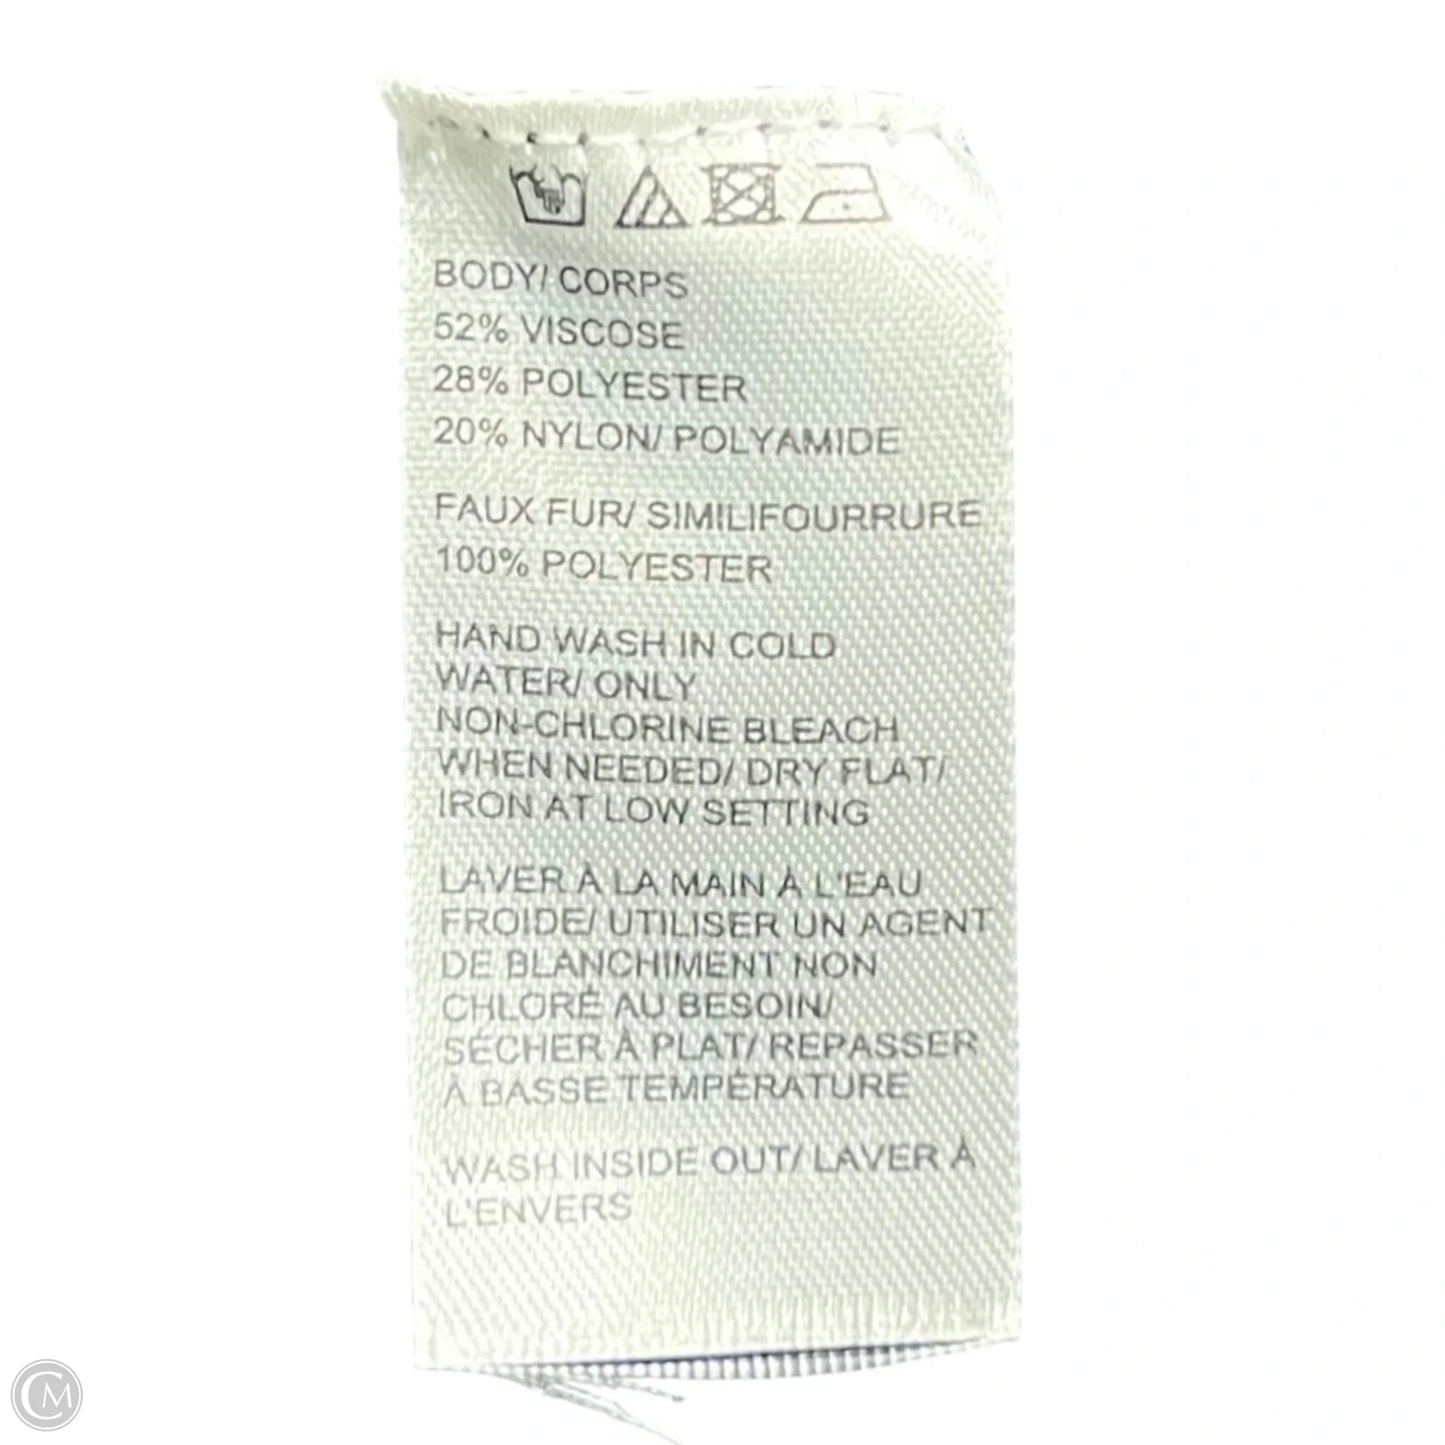 BODY/ CORPS
52% VISCOSE
28% POLYESTER
20% NYLON/ POLYAMIDE
FAUX FUR/ SIMILIFOURRURE
100% POLYESTER
HAND WASH IN COLD
WATER/ ONLY
NON-CHLORINE BLEACH
WHEN NEEDED/ DRY FLAT/
IRON AT LOW SETTING
LAVER À LA MAIN À L'EAU
FROIDE/ UTILISER UN AGENT
DE BLANCHIMENT NON
CHLORÉ AU BESOIN/
SÉCHER À PLAT/ REPASSER
À BASSE TEMPÉRATURE
WASH INSIDE OUT/ LAVER À
L'ENVERS
CM